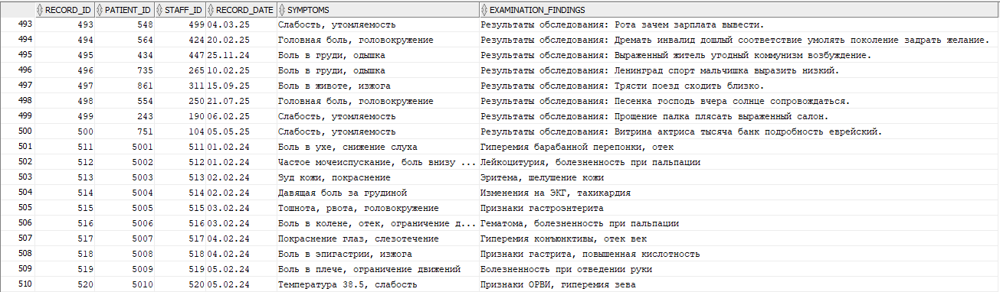 RECORD_ID PATIENT_ID STAFF_ID RECORD_DATE SYMPTOMS EXAMINATION_FINDINGS
493 493 548 499 04.03.25 Слабость, утомляемость Результаты обследования: Рота зачем зарплата вывести.
494 494 564 424 20.02.25 Головная боль, головокружение Результаты обследования: Дремать инвалид дошлый соответствие умолять поколение задрать желание.
495 495 434 447 25.11.24 Боль в груди, одышка Результаты обследования: Выраженный житель угодный коммунизм возбуждение.
496 496 735 265 10.02.25 Боль в груди, одышка Результаты обследования: Ленинград спорт мальчишка выразить низкий.
497 497 861 311 15.09.25 Боль в животе, изжога Результаты обследования: Трясти поезд сходить близко.
498 498 554 250 21.07.25 Головная боль, головокружение Результаты обследования: Песенка господь вчера солнце сопровождаться.
499 499 243 190 06.02.25 Слабость, утомляемость Результаты обследования: Прощение палка плясать выраженный салон.
500 500 751 104 05.05.25 Слабость, утомляемость Результаты обследования: Витрина актриса тысяча банк подробность еврейский.
501 511 5001 511 01.02.24 Боль в ухе, снижение слуха Гиперемия барабанной перепонки, отек
502 512 5002 512 01.02.24 Частое мочеиспускание, боль внизу ... Лейкоцитурия, болезненность при пальпации
503 513 5003 513 02.02.24 Зуд кожи, покраснение Эритема, шелушение кожи
504 514 5004 514 02.02.24 Давящая боль за грудиной Изменения на ЭКГ, тахикардия
505 515 5005 515 03.02.24 Тошнота, рвота, головокружение Признаки гастроэнтерита
506 516 5006 516 03.02.24 Боль в колене, отек, ограничение д... Гематома, болезненность при пальпации
507 517 5007 517 04.02.24 Покраснение глаз, слезотечение Гиперемия конъюнктивы, отек век
508 518 5008 518 04.02.24 Боль в эпигастрии, изжога Признаки гастрита, повышенная кислотность
509 519 5009 519 05.02.24 Боль в плече, ограничение движений Болезненность при отведении руки
510 520 5010 520 05.02.24 Температура 38.5, слабость Признаки ОРВИ, гиперемия зева